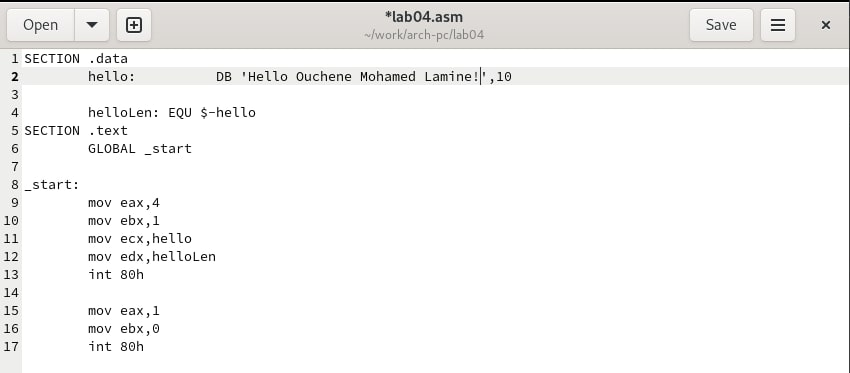 Open
*lab04.asm
~/work/arch-pc/lab04
Save
1 SECTION .data
2 hello: DB 'Hello Ouchene Mohamed Lamine!',10
3
4 helloLen: EQU $-hello
5 SECTION .text
6 GLOBAL _start
7
8 _start:
9 mov eax,4
10 mov ebx,1
11 mov ecx,hello
12 mov edx,helloLen
13 int 80h
14
15 mov eax,1
16 mov ebx,0
17 int 80h